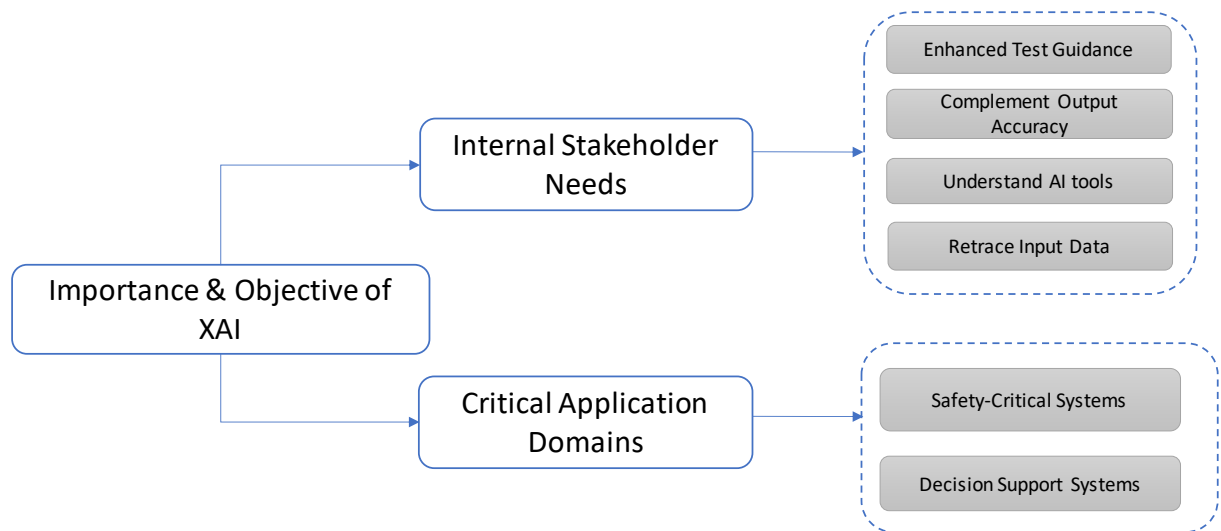 Importance & Objective of
XAI
Internal Stakeholder
Needs
Enhanced Test Guidance
Complement Output
Accuracy
Understand AI tools
Retrace Input Data
Critical Application
Domains
Safety-Critical Systems
Decision Support Systems